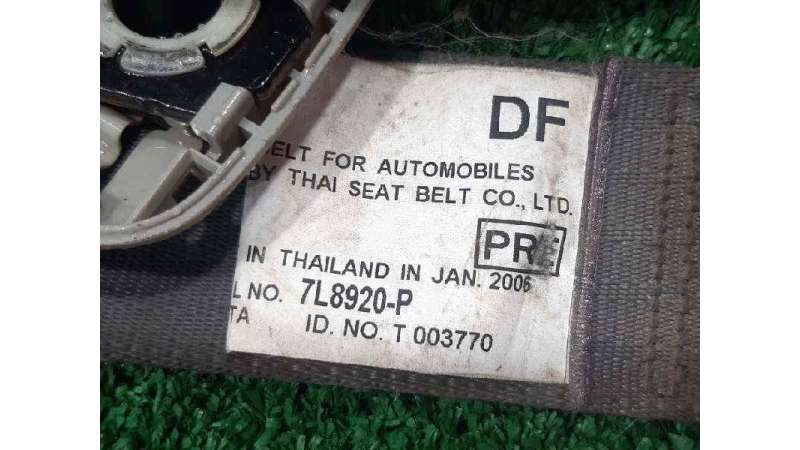 DF
BELT FOR AUTOMOBILES
BY THAI SEAT BELT CO., LTD.
PRE
IN THAILAND IN JAN. 2006
L NO. 7L8920-P
TA ID. NO. T 003770